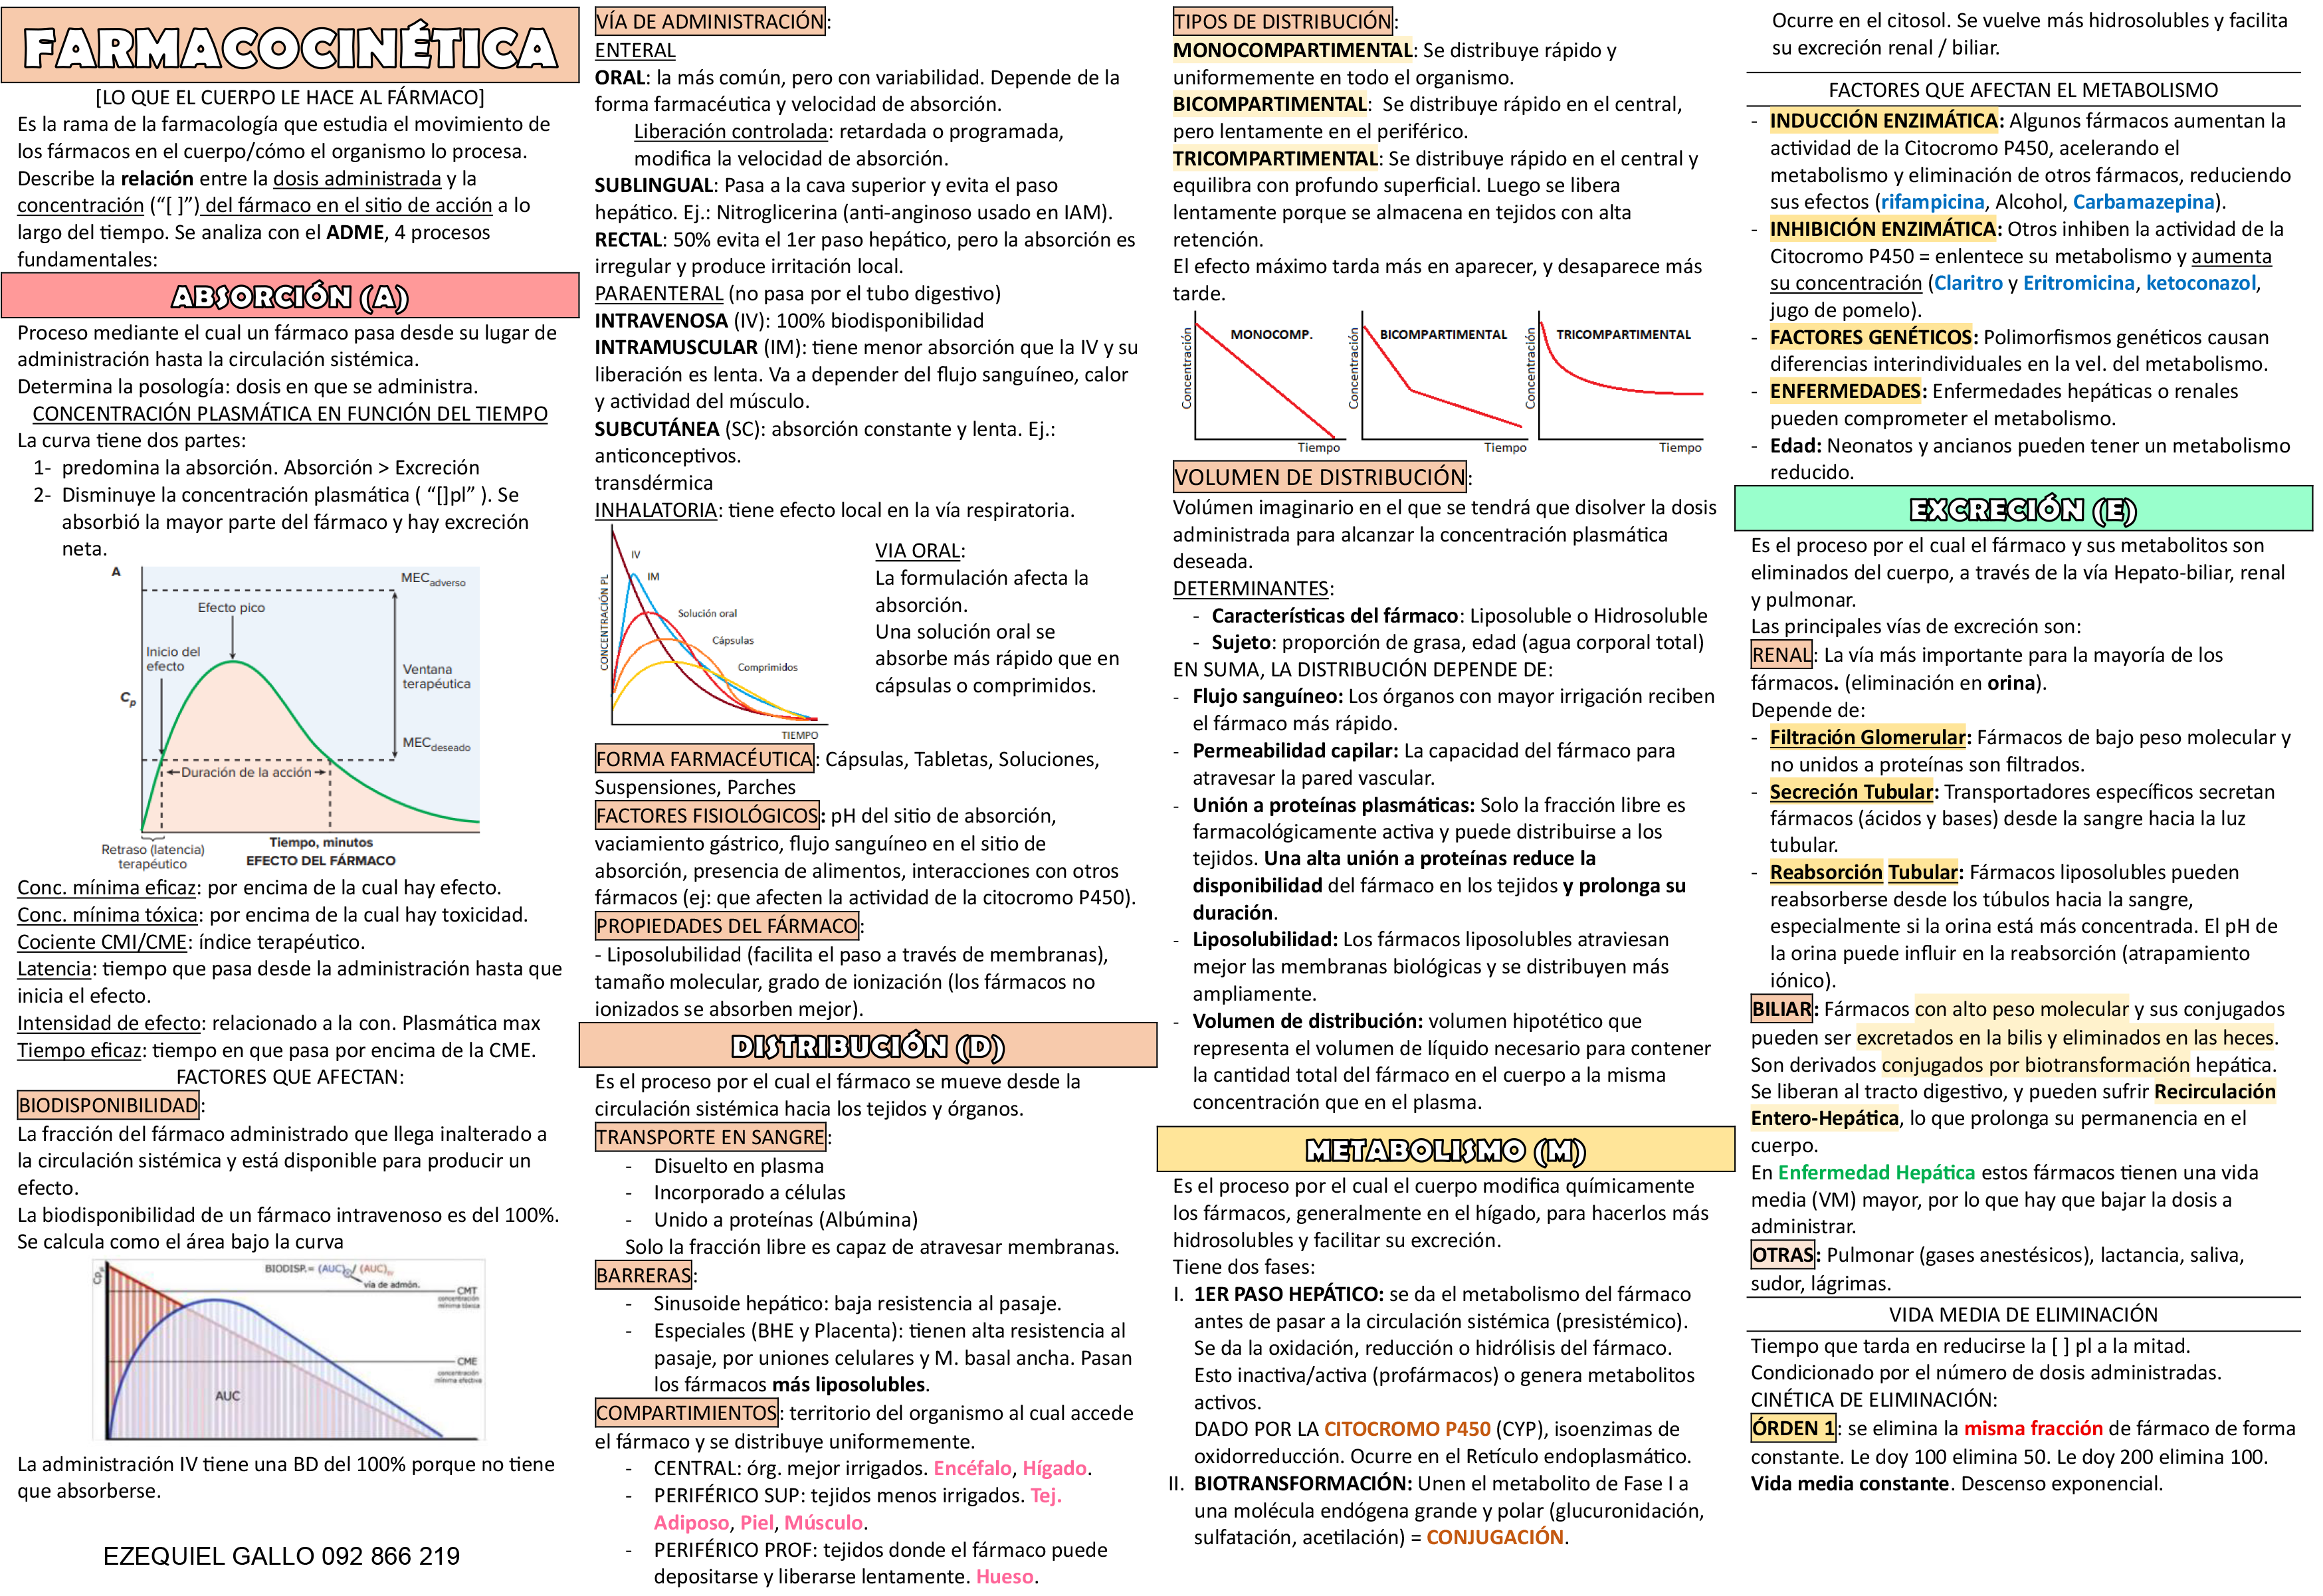 FARMACOCINÉTICA
[LO QUE EL CUERPO LE HACE AL FÁRMACO]
Es la rama de la farmacología que estudia el movimiento de
los fármacos en el cuerpo/cómo el organismo lo procesa.
Describe la relación entre la dosis administrada y la
concentración (“[ ]”) del fármaco en el sitio de acción a lo
largo del tiempo. Se analiza con el ADME, 4 procesos
fundamentales:
ABSORCIÓN (A)
Proceso mediante el cual un fármaco pasa desde su lugar de
administración hasta la circulación sistémica.
Determina la posología: dosis en que se administra.
CONCENTRACIÓN PLASMÁTICA EN FUNCIÓN DEL TIEMPO
La curva tiene dos partes:
1- predomina la absorción. Absorción > Excreción
2- Disminuye la concentración plasmática ( “[]pl” ). Se
absorbió la mayor parte del fármaco y hay excreción
neta.
A
MECadverso
Efecto pico
Inicio del
efecto
Ventana
terapéutica
Cp
MECdeseado
Duración de la acción
Retraso (latencia)
terapéutico
Tiempo, minutos
EFECTO DEL FÁRMACO
Conc. mínima eficaz: por encima de la cual hay efecto.
Conc. mínima tóxica: por encima de la cual hay toxicidad.
Cociente CMI/CME: índice terapéutico.
Latencia: tiempo que pasa desde la administración hasta que
inicia el efecto.
Intensidad de efecto: relacionado a la con. Plasmática max
Tiempo eficaz: tiempo en que pasa por encima de la CME.
FACTORES QUE AFECTAN:
BIODISPONIBILIDAD:
La fracción del fármaco administrado que llega inalterado a
la circulación sistémica y está disponible para producir un
efecto.
La biodisponibilidad de un fármaco intravenoso es del 100%.
Se calcula como el área bajo la curva
BIODISP.= (AUC) / (AUC)
via de admón.
CMT
concentración
mínima tóxica
CME
concentración
mínima efectiva
AUC
La administración IV tiene una BD del 100% porque no tiene
que absorberse.
EZEQUIEL GALLO 092 866 219
VÍA DE ADMINISTRACIÓN:
ENTERAL
ORAL: la más común, pero con variabilidad. Depende de la
forma farmacéutica y velocidad de absorción.
Liberación controlada: retardada o programada,
modifica la velocidad de absorción.
SUBLINGUAL: Pasa a la cava superior y evita el paso
hepático. Ej.: Nitroglicerina (anti-anginoso usado en IAM).
RECTAL: 50% evita el 1er paso hepático, pero la absorción es
irregular y produce irritación local.
PARAENTERAL (no pasa por el tubo digestivo)
INTRAVENOSA (IV): 100% biodisponibilidad
INTRAMUSCULAR (IM): tiene menor absorción que la IV y su
liberación es lenta. Va a depender del flujo sanguíneo, calor
y actividad del músculo.
SUBCUTÁNEA (SC): absorción constante y lenta. Ej.:
anticonceptivos.
transdérmica
INHALATORIA: tiene efecto local en la vía respiratoria.
CONCENTRACIÓN PL
IV
IM
Solución oral
Cápsulas
Comprimidos
TIEMPO
VIA ORAL:
La formulación afecta la
absorción.
Una solución oral se
absorbe más rápido que en
cápsulas o comprimidos.
FORMA FARMACÉUTICA: Cápsulas, Tabletas, Soluciones,
Suspensiones, Parches
FACTORES FISIOLÓGICOS: pH del sitio de absorción,
vaciamiento gástrico, flujo sanguíneo en el sitio de
absorción, presencia de alimentos, interacciones con otros
fármacos (ej: que afecten la actividad de la citocromo P450).
PROPIEDADES DEL FÁRMACO:
- Liposolubilidad (facilita el paso a través de membranas),
tamaño molecular, grado de ionización (los fármacos no
ionizados se absorben mejor).
DISTRIBUCIÓN (D)
Es el proceso por el cual el fármaco se mueve desde la
circulación sistémica hacia los tejidos y órganos.
TRANSPORTE EN SANGRE:
- Disuelto en plasma
- Incorporado a células
- Unido a proteínas (Albúmina)
Solo la fracción libre es capaz de atravesar membranas.
BARRERAS:
- Sinusoide hepático: baja resistencia al pasaje.
- Especiales (BHE y Placenta): tienen alta resistencia al
pasaje, por uniones celulares y M. basal ancha. Pasan
los fármacos más liposolubles.
COMPARTIMIENTOS: territorio del organismo al cual accede
el fármaco y se distribuye uniformemente.
- CENTRAL: órg. mejor irrigados. Encéfalo, Hígado.
- PERIFÉRICO SUP: tejidos menos irrigados. Tej.
Adiposo, Piel, Músculo.
- PERIFÉRICO PROF: tejidos donde el fármaco puede
depositarse y liberarse lentamente. Hueso.
TIPOS DE DISTRIBUCIÓN:
MONOCOMPARTIMENTAL: Se distribuye rápido y
uniformemente en todo el organismo.
BICOMPARTIMENTAL: Se distribuye rápido en el central,
pero lentamente en el periférico.
TRICOMPARTIMENTAL: Se distribuye rápido en el central y
equilibra con profundo superficial. Luego se libera
lentamente porque se almacena en tejidos con alta
retención.
El efecto máximo tarda más en aparecer, y desaparece más
tarde.
Concentración
MONOCOMP.
Tiempo
Concentración
BICOMPARTIMENTAL
Tiempo
Concentración
TRICOMPARTIMENTAL
Tiempo
VOLUMEN DE DISTRIBUCIÓN:
Volúmen imaginario en el que se tendrá que disolver la dosis
administrada para alcanzar la concentración plasmática
deseada.
DETERMINANTES:
- Características del fármaco: Liposoluble o Hidrosoluble
- Sujeto: proporción de grasa, edad (agua corporal total)
EN SUMA, LA DISTRIBUCIÓN DEPENDE DE:
- Flujo sanguíneo: Los órganos con mayor irrigación reciben
el fármaco más rápido.
- Permeabilidad capilar: La capacidad del fármaco para
atravesar la pared vascular.
- Unión a proteínas plasmáticas: Solo la fracción libre es
farmacológicamente activa y puede distribuirse a los
tejidos. Una alta unión a proteínas reduce la
disponibilidad del fármaco en los tejidos y prolonga su
duración.
- Liposolubilidad: Los fármacos liposolubles atraviesan
mejor las membranas biológicas y se distribuyen más
ampliamente.
- Volumen de distribución: volumen hipotético que
representa el volumen de líquido necesario para contener
la cantidad total del fármaco en el cuerpo a la misma
concentración que en el plasma.
METABOLISMO (M)
Es el proceso por el cual el cuerpo modifica químicamente
los fármacos, generalmente en el hígado, para hacerlos más
hidrosolubles y facilitar su excreción.
Tiene dos fases:
I. 1ER PASO HEPÁTICO: se da el metabolismo del fármaco
antes de pasar a la circulación sistémica (presistémico).
Se da la oxidación, reducción o hidrólisis del fármaco.
Esto inactiva/activa (profármacos) o genera metabolitos
activos.
DADO POR LA CITOCROMO P450 (CYP), isoenzimas de
oxidorreducción. Ocurre en el Retículo endoplasmático.
II. BIOTRANSFORMACIÓN: Unen el metabolito de Fase I a
una molécula endógena grande y polar (glucuronidación,
sulfatación, acetilación) = CONJUGACIÓN.
Ocurre en el citosol. Se vuelve más hidrosolubles y facilita
su excreción renal / biliar.
FACTORES QUE AFECTAN EL METABOLISMO
- INDUCCIÓN ENZIMÁTICA: Algunos fármacos aumentan la
actividad de la Citocromo P450, acelerando el
metabolismo y eliminación de otros fármacos, reduciendo
sus efectos (rifampicina, Alcohol, Carbamazepina).
- INHIBICIÓN ENZIMÁTICA: Otros inhiben la actividad de la
Citocromo P450 = enlentece su metabolismo y aumenta
su concentración (Claritro y Eritromicina, ketoconazol,
jugo de pomelo).
- FACTORES GENÉTICOS: Polimorfismos genéticos causan
diferencias interindividuales en la vel. del metabolismo.
- ENFERMEDADES: Enfermedades hepáticas o renales
pueden comprometer el metabolismo.
- Edad: Neonatos y ancianos pueden tener un metabolismo
reducido.
EXCRECIÓN (E)
Es el proceso por el cual el fármaco y sus metabolitos son
eliminados del cuerpo, a través de la vía Hepato-biliar, renal
y pulmonar.
Las principales vías de excreción son:
RENAL: La vía más importante para la mayoría de los
fármacos. (eliminación en orina).
Depende de:
- Filtración Glomerular: Fármacos de bajo peso molecular y
no unidos a proteínas son filtrados.
- Secreción Tubular: Transportadores específicos secretan
fármacos (ácidos y bases) desde la sangre hacia la luz
tubular.
- Reabsorción Tubular: Fármacos liposolubles pueden
reabsorberse desde los túbulos hacia la sangre,
especialmente si la orina está más concentrada. El pH de
la orina puede influir en la reabsorción (atrapamiento
iónico).
BILIAR: Fármacos con alto peso molecular y sus conjugados
pueden ser excretados en la bilis y eliminados en las heces.
Son derivados conjugados por biotransformación hepática.
Se liberan al tracto digestivo, y pueden sufrir Recirculación
Entero-Hepática, lo que prolonga su permanencia en el
cuerpo.
En Enfermedad Hepática estos fármacos tienen una vida
media (VM) mayor, por lo que hay que bajar la dosis a
administrar.
OTRAS: Pulmonar (gases anestésicos), lactancia, saliva,
sudor, lágrimas.
VIDA MEDIA DE ELIMINACIÓN
Tiempo que tarda en reducirse la [ ] pl a la mitad.
Condicionado por el número de dosis administradas.
CINÉTICA DE ELIMINACIÓN:
ÓRDEN 1: se elimina la misma fracción de fármaco de forma
constante. Le doy 100 elimina 50. Le doy 200 elimina 100.
Vida media constante. Descenso exponencial.